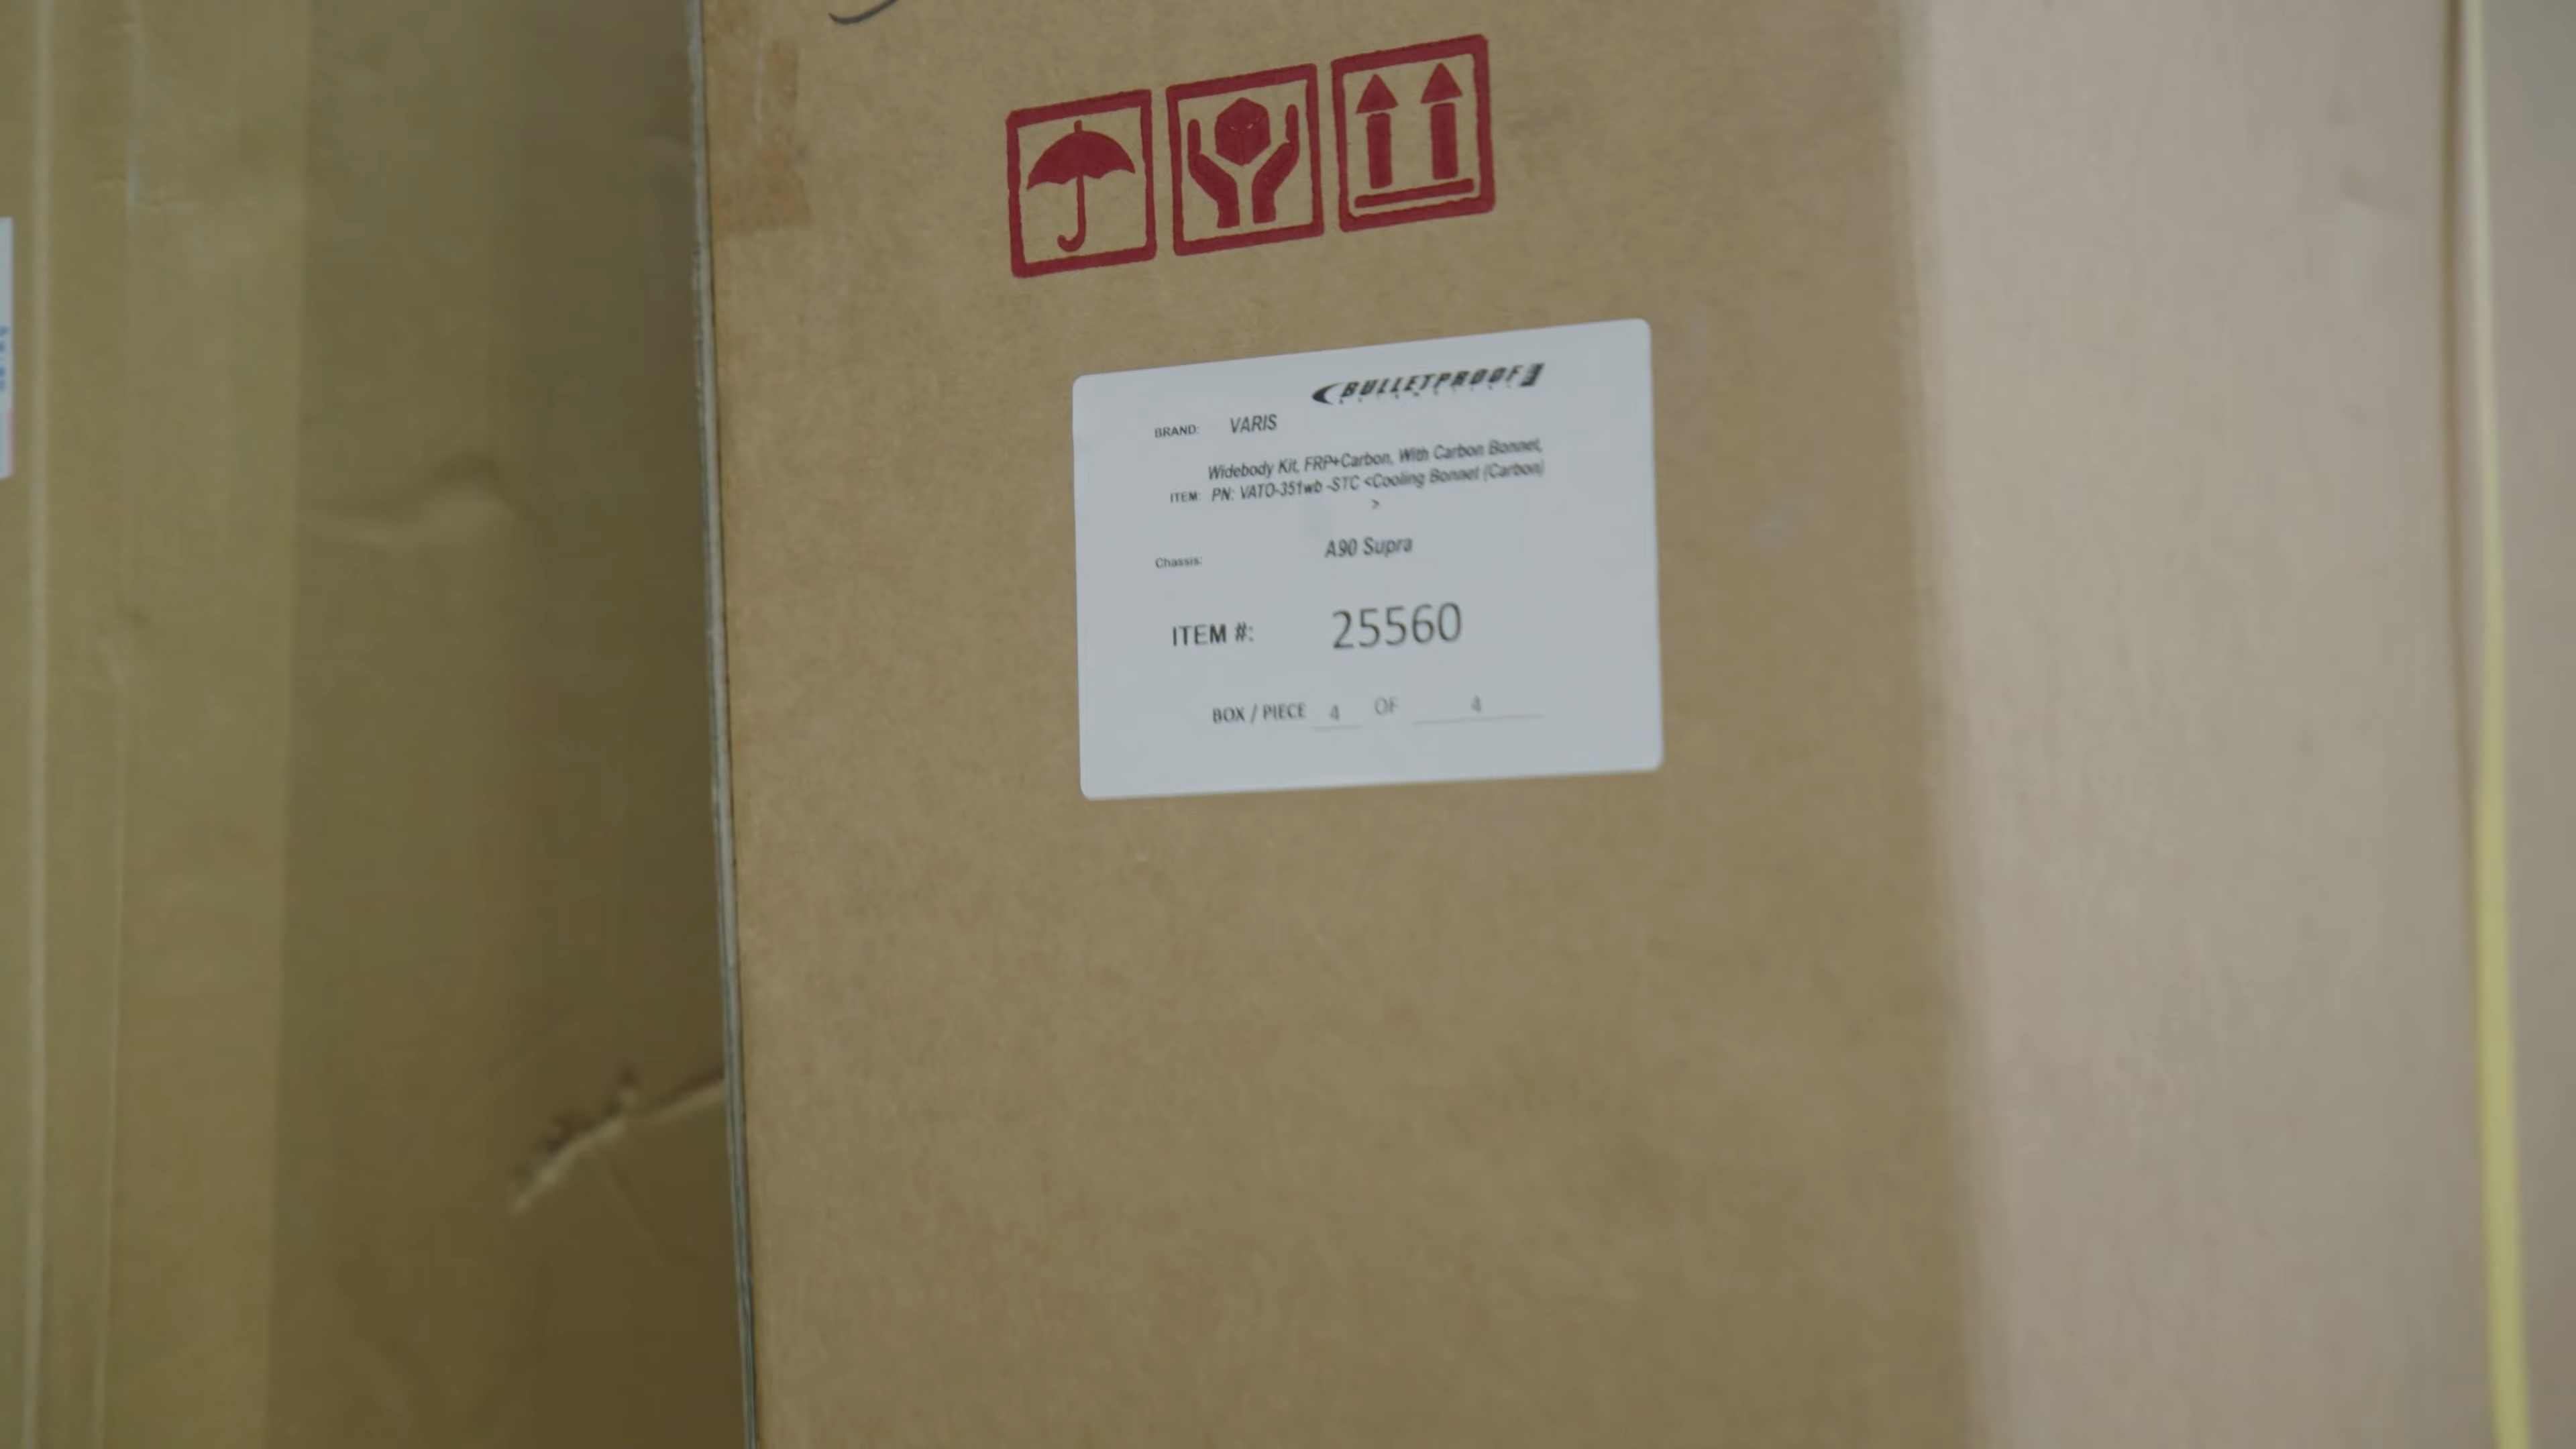 BULLETPROOF
BRAND: VARIS
Widebody Kit, FRP+Carbon, With Carbon Bonnet,
ITEM: PN: VATO-351wb -STC <Cooling Bonnet (Carbon)
>
Chassis: A90 Supra
ITEM #: 25560
BOX / PIECE 4 OF 4